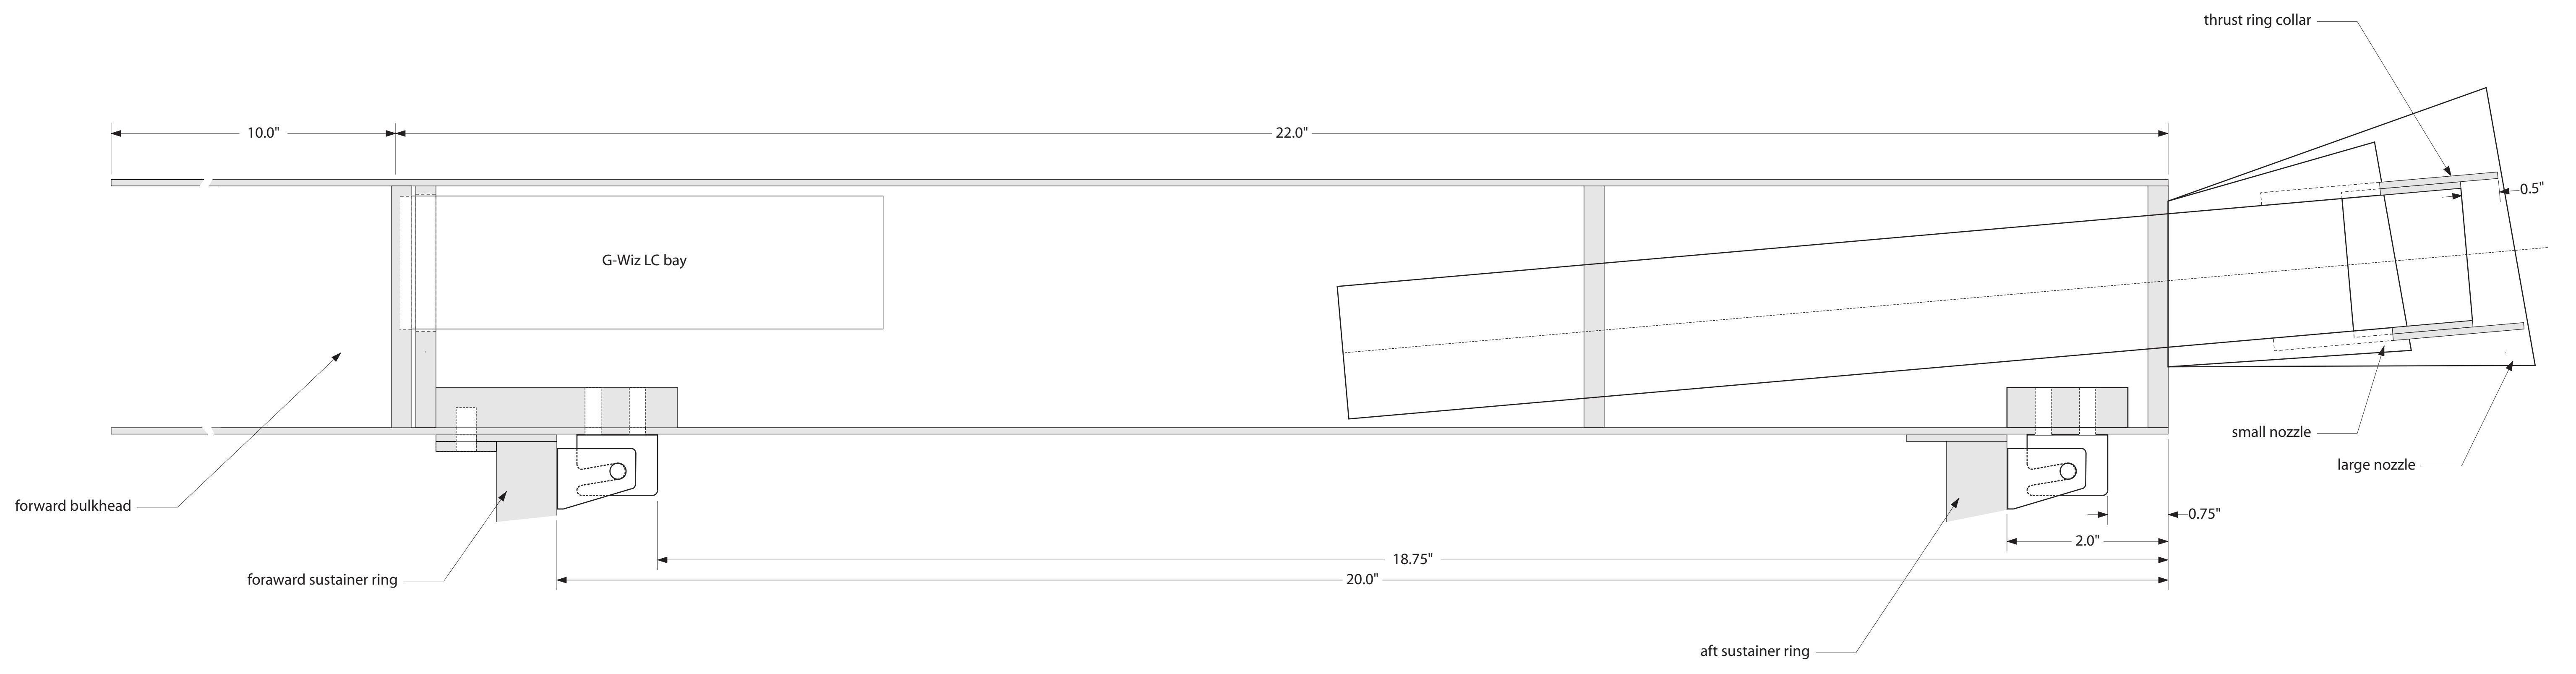 thrust ring collar
10.0"
22.0"
0.5"
G-Wiz LC bay
small nozzle
large nozzle
forward bulkhead
0.75"
2.0"
18.75"
foraward sustainer ring
20.0"
aft sustainer ring